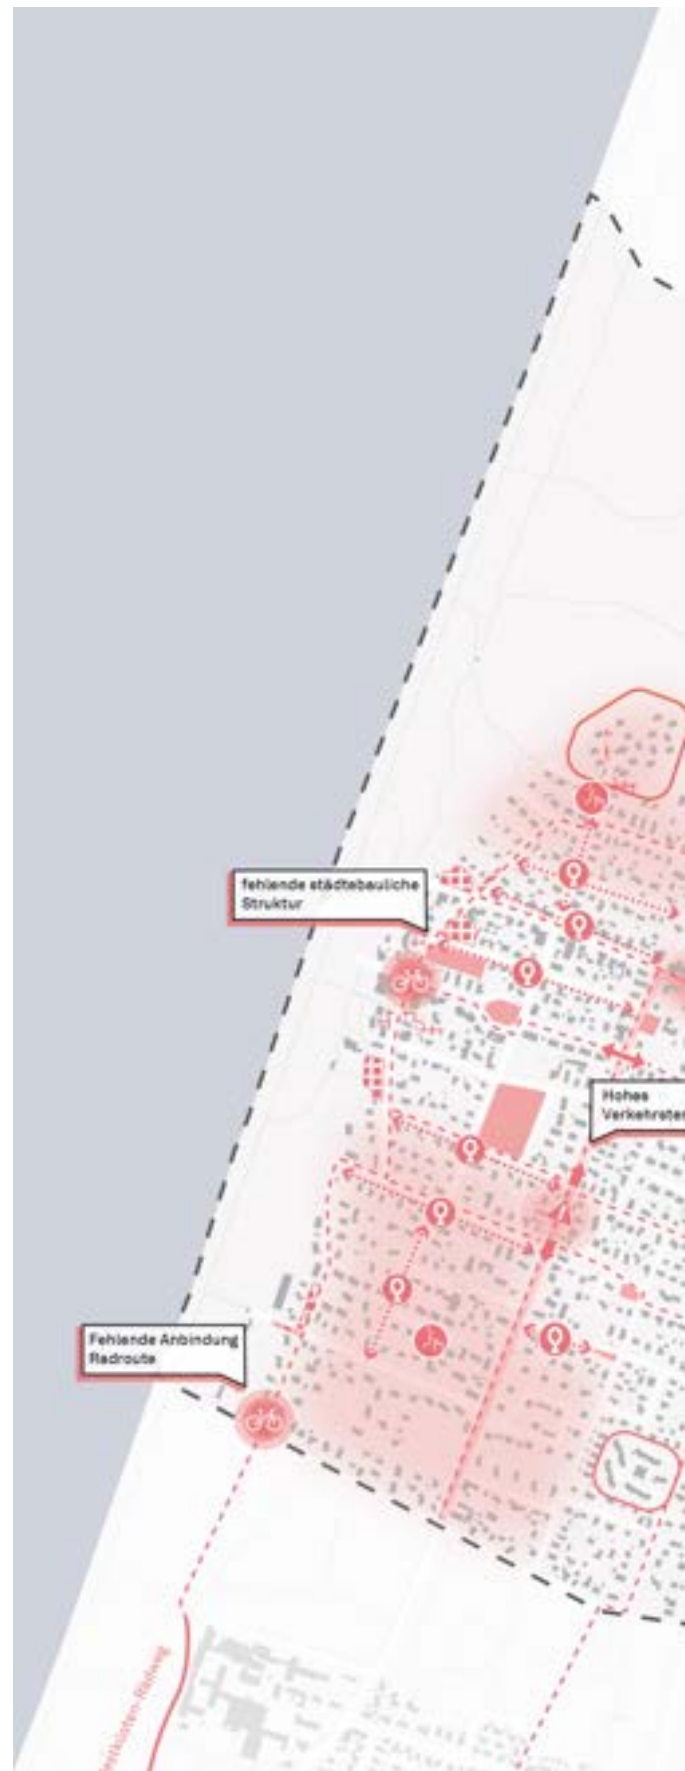 fehlende städtebauliche
Struktur
Hohes
Fehlende Anbindung
Radroute